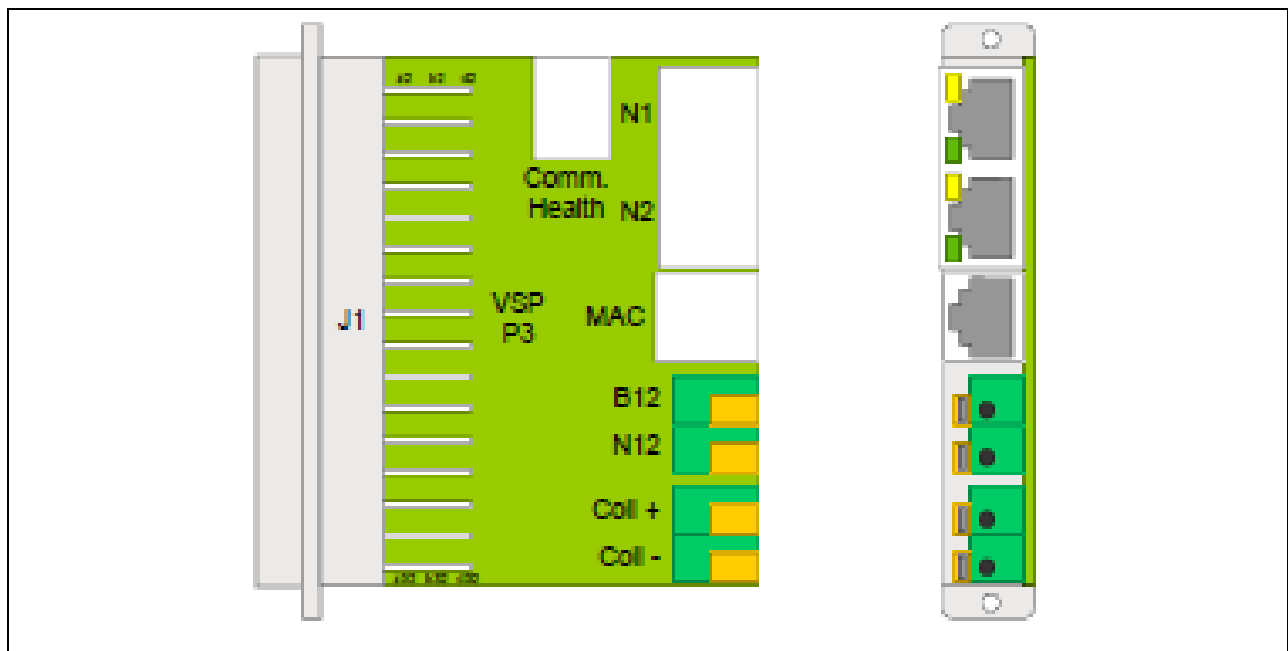 N1
Comm.
Health
N2
J1
VSP
P3
MAC
B12
N12
Coil +
Coil -